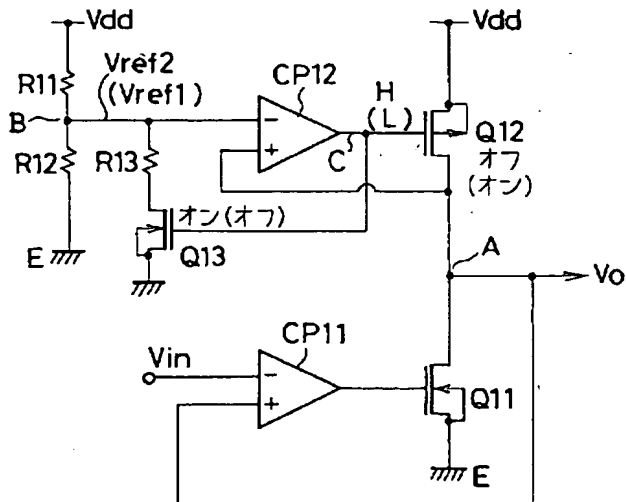 Vdd
Vdd
R11
Vref2
(Vref1)
CP12
H
(L)
B
-
+
C
Q12
オフ
(オン)
R12
R13
オン(オフ)
E
Q13
A
Vo
CP11
Vin
-
+
Q11
E